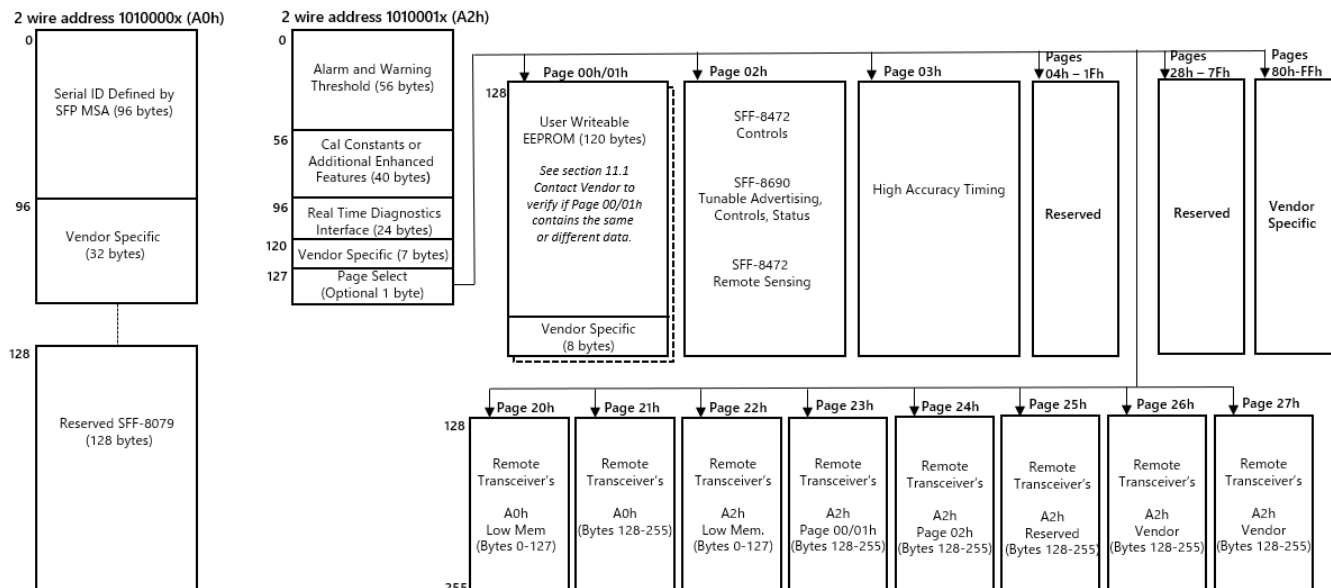 2 wire address 1010000x (A0h)
0
Serial ID Defined by
SFP MSA (96 bytes)
96
Vendor Specific
(32 bytes)
128
Reserved SFF-8079
(128 bytes)
2 wire address 1010001x (A2h)
0
Alarm and Warning
Threshold (56 bytes)
56
Cal Constants or
Additional Enhanced
Features (40 bytes)
96
Real Time Diagnostics
Interface (24 bytes)
120
Vendor Specific (7 bytes)
127
Page Select
(Optional 1 byte)
Page 00h/01h
128
User Writeable
EEPROM (120 bytes)
See section 11.1
Contact Vendor to
verify if Page 00/01h
contains the same
or different data.
Vendor Specific
(8 bytes)
Page 02h
SFF-8472
Controls
SFF-8690
Tunable Advertising,
Controls, Status
SFF-8472
Remote Sensing
Page 03h
High Accuracy Timing
Pages
04h – 1Fh
Reserved
Pages
28h - 7Fh
Reserved
Pages
80h-FFh
Vendor
Specific
128
Page 20h
Remote
Transceiver's
A0h
Low Mem
(Bytes 0-127)
Page 21h
Remote
Transceiver's
A0h
(Bytes 128-255)
Page 22h
Remote
Transceiver's
A2h
Low Mem.
(Bytes 0-127)
Page 23h
Remote
Transceiver's
A2h
Page 00/01h
(Bytes 128-255)
Page 24h
Remote
Transceiver's
A2h
Page 02h
(Bytes 128-255)
Page 25h
Remote
Transceiver's
A2h
Reserved
(Bytes 128-255)
Page 26h
Remote
Transceiver's
A2h
Vendor
(Bytes 128-255)
Page 27h
Remote
Transceiver's
A2h
Vendor
(Bytes 128-255)
255